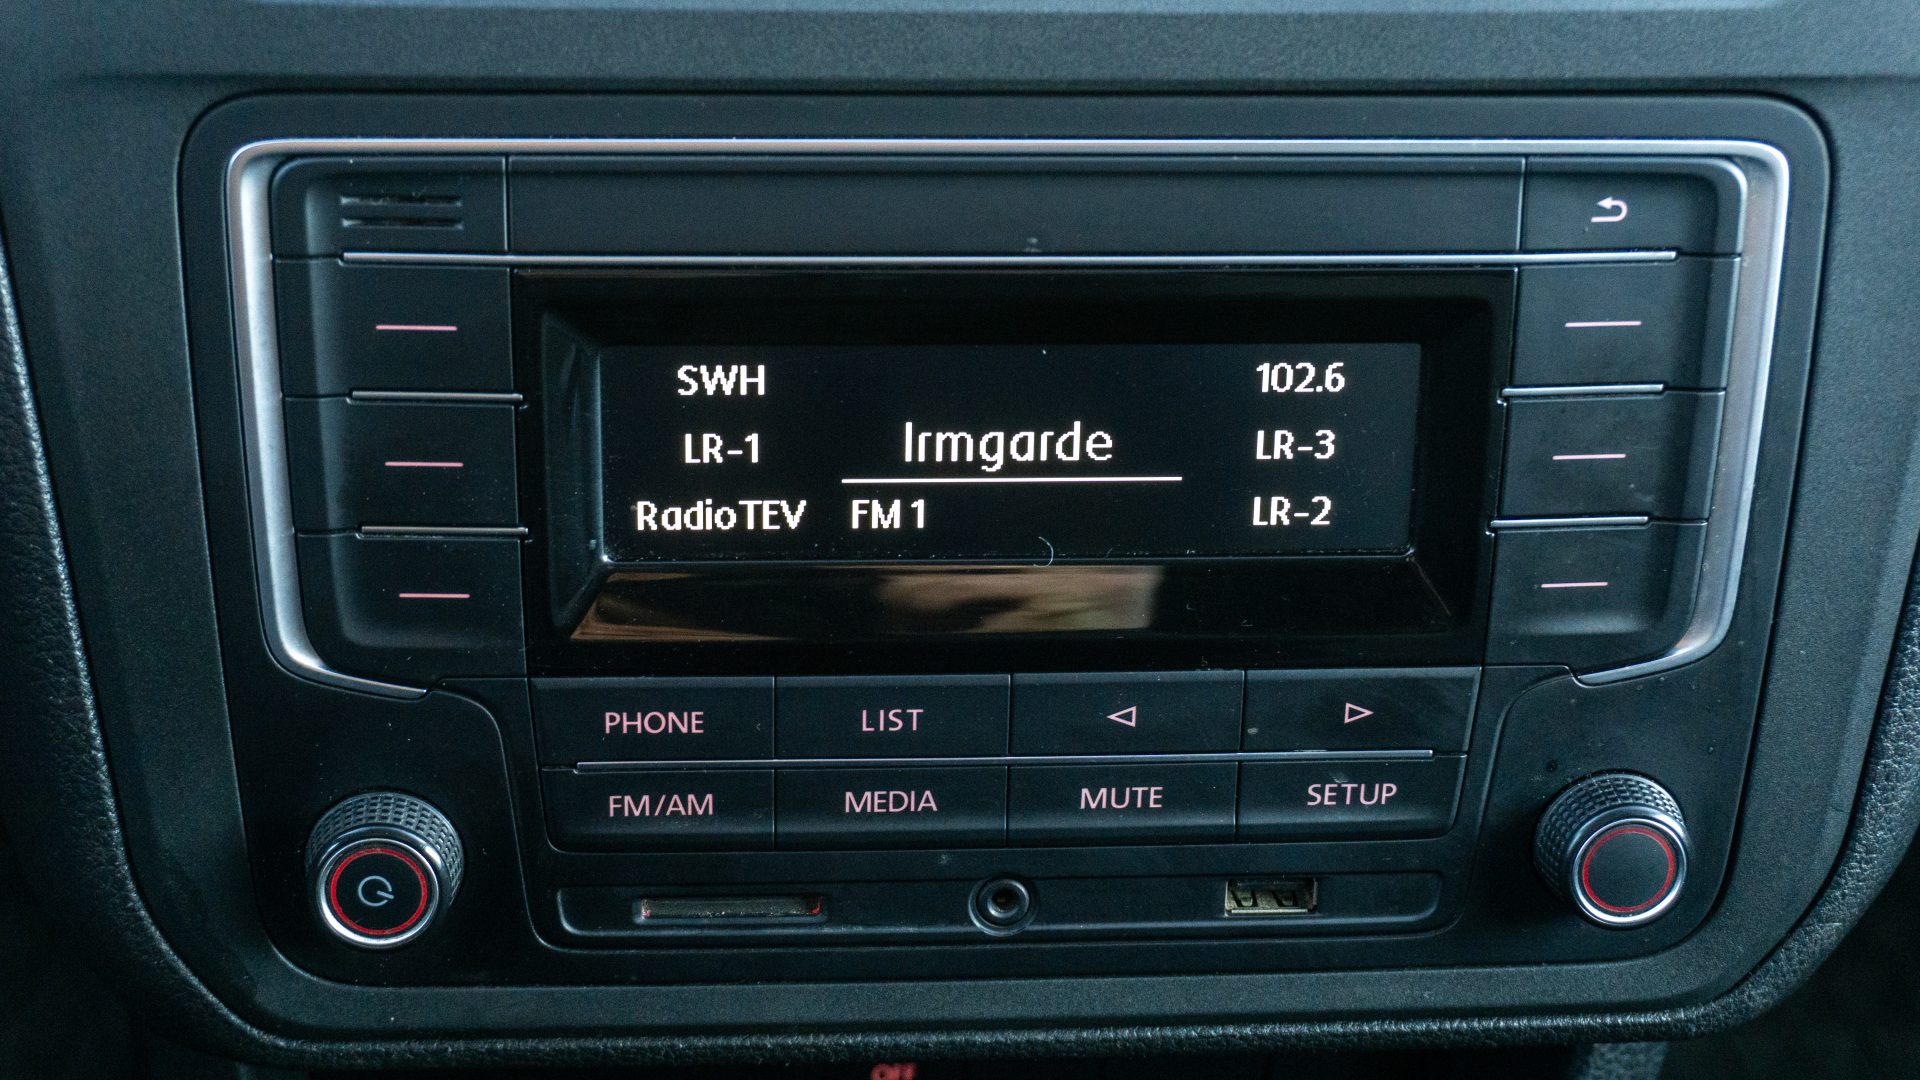 SWH
102.6
LR-1
Irmgarde
LR-3
RadioTEV
FM 1
LR-2
PHONE
LIST
FM/AM
MEDIA
MUTE
SETUP
OFF